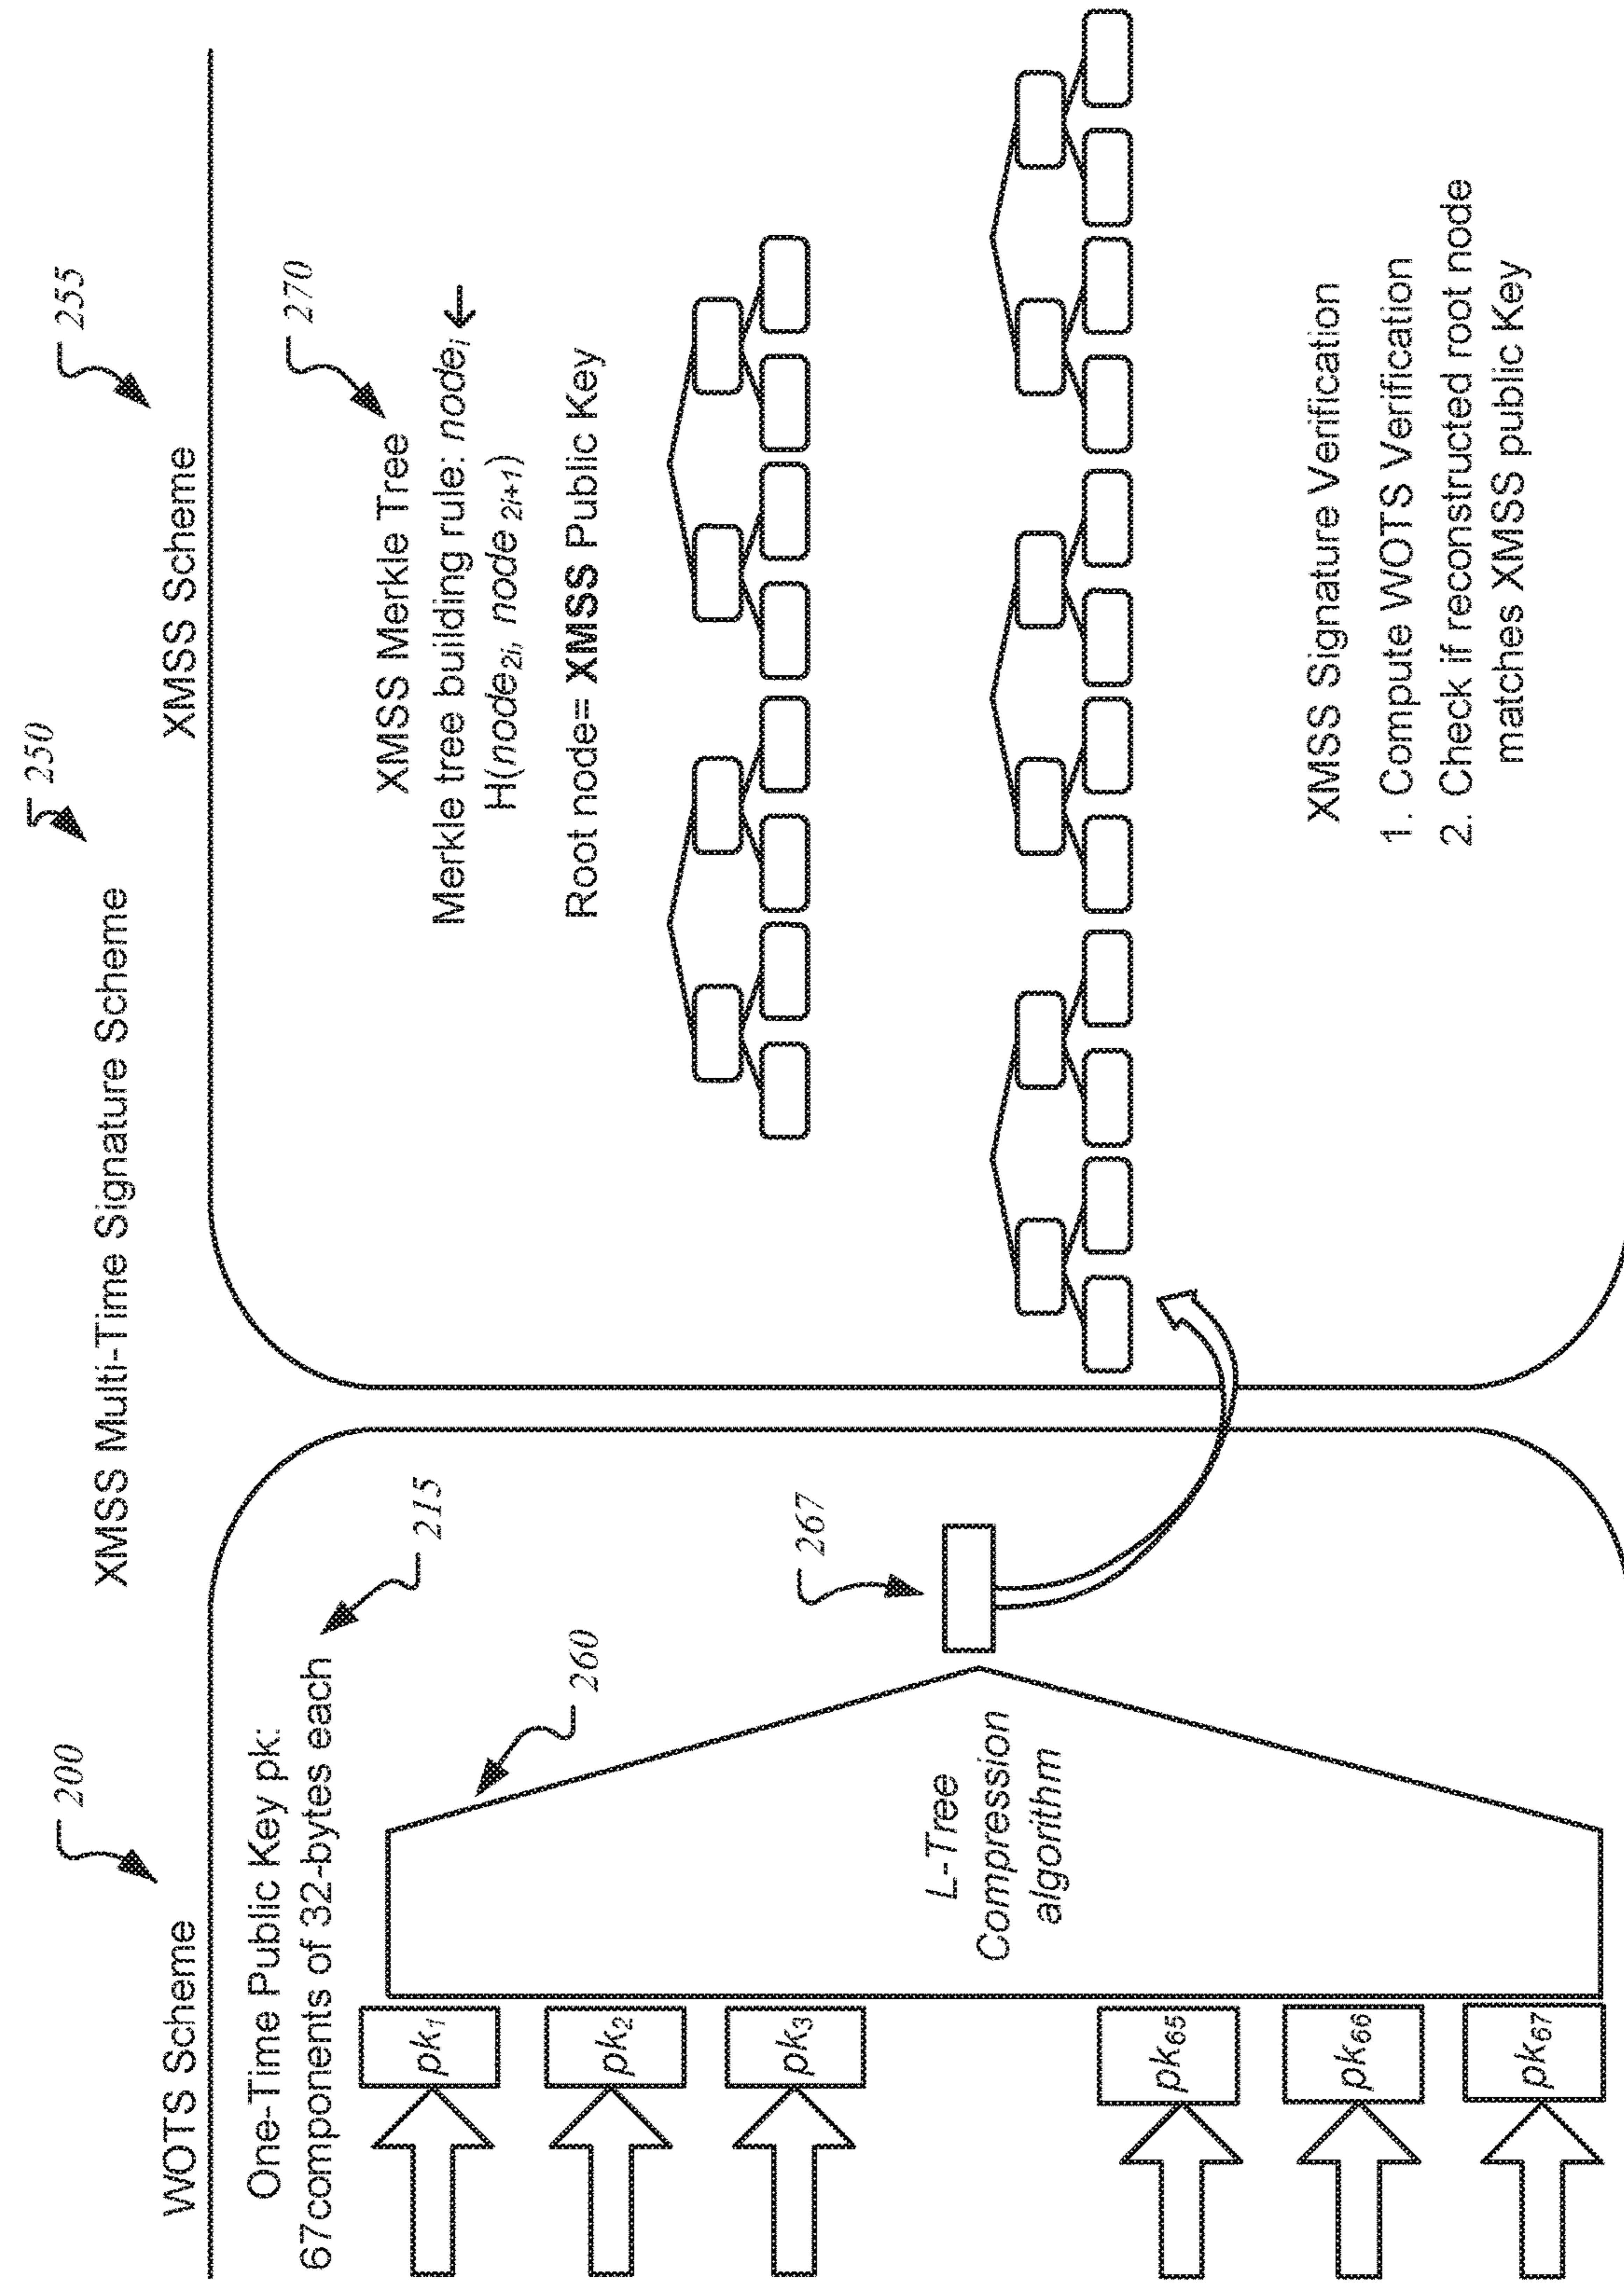 250
XMSS Multi-Time Signature Scheme
200
WOTS Scheme
One-Time Public Key pk:
67components of 32-bytes each
215
pk1
pk2
pk3
pk65
pk66
pk67
260
L-Tree
Compression
algorithm
267
255
XMSS Scheme
270
XMSS Merkle Tree
Merkle tree building rule: nodei ←
H(node2i, node 2i+1)
Root node= XMSS Public Key
XMSS Signature Verification
1. Compute WOTS Verification
2. Check if reconstructed root node
matches XMSS public Key